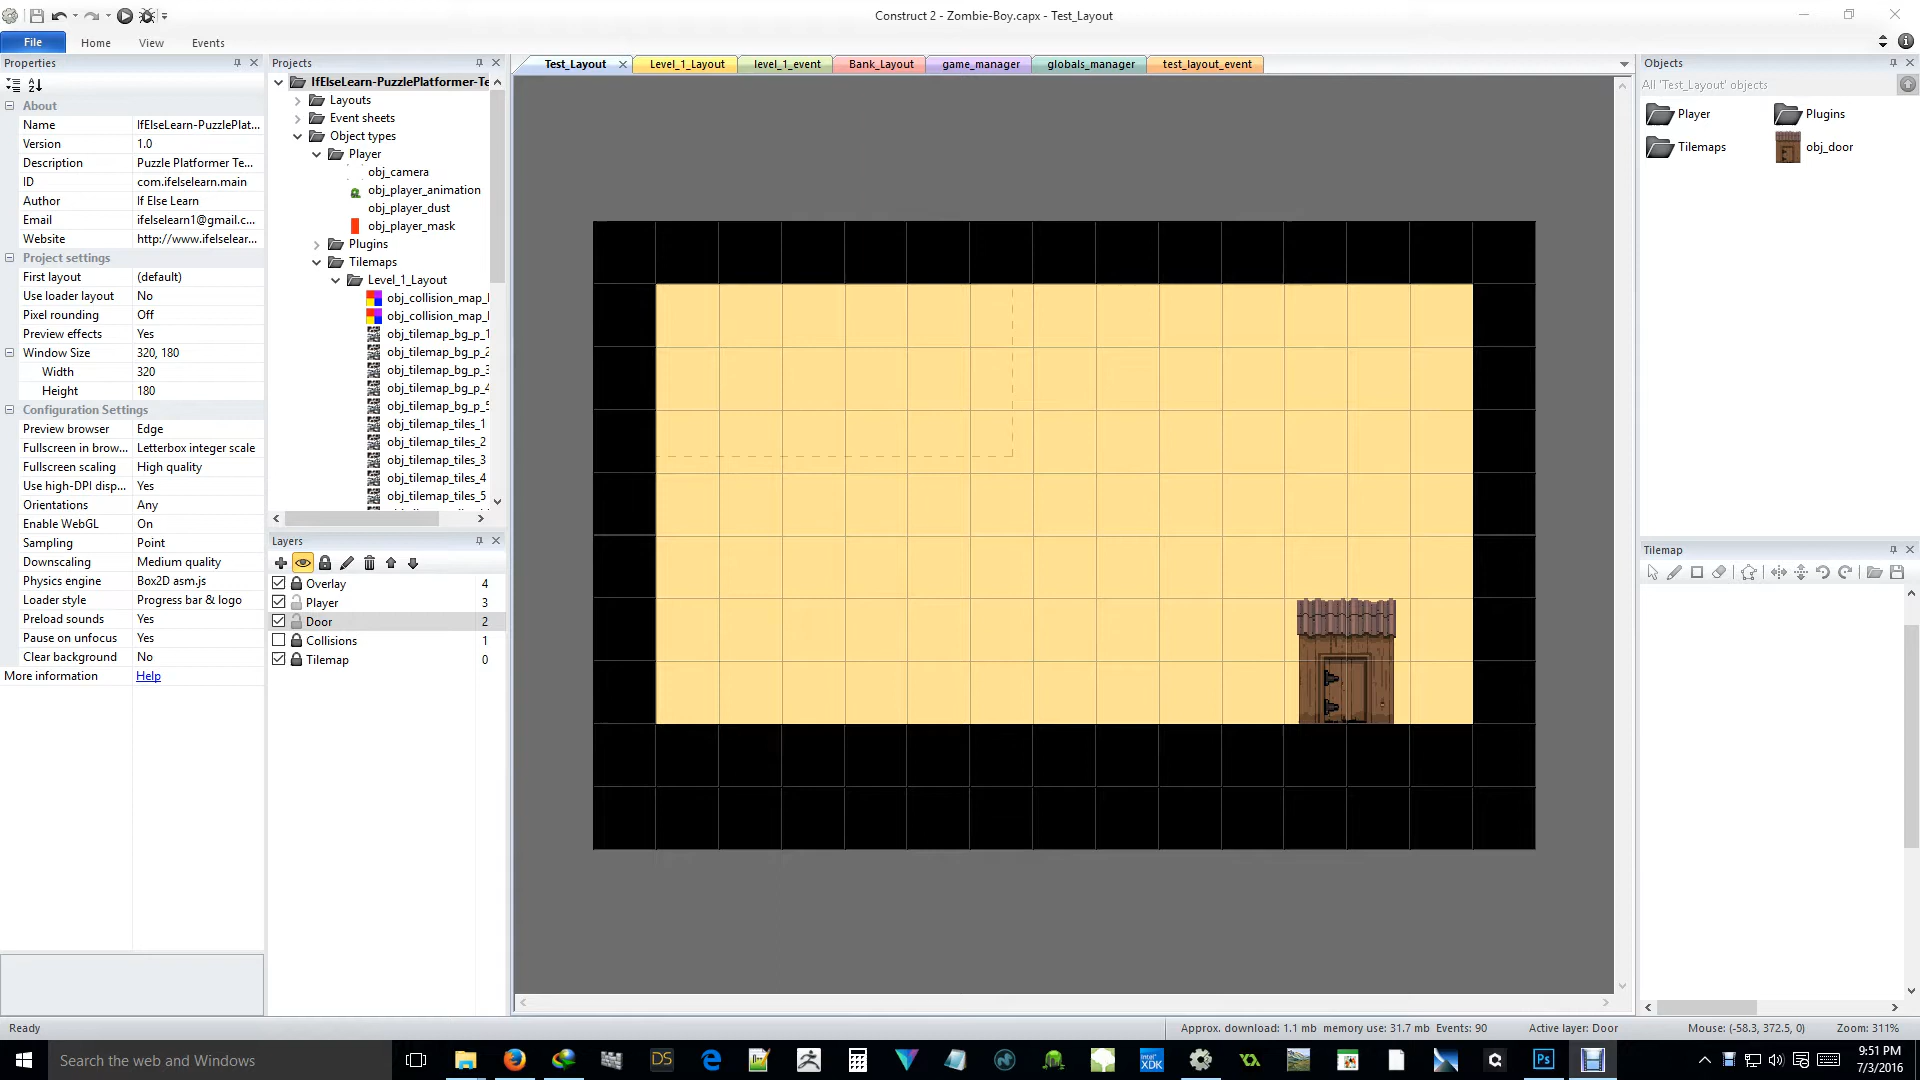 Construct 2 - Zombie-Boy.capx - Test_Layout
File
Home
View
Events
Properties
About
Name IfElseLearn-PuzzlePlat...
Version 1.0
Description Puzzle Platformer Te...
ID com.ifelselearn.main
Author If Else Learn
Email ifelselearn1@gmail.c...
Website http://www.ifelselear...
Project settings
First layout (default)
Use loader layout No
Pixel rounding Off
Preview effects Yes
Window Size 320, 180
Width 320
Height 180
Configuration Settings
Preview browser Edge
Fullscreen in brow... Letterbox integer scale
Fullscreen scaling High quality
Use high-DPI disp... Yes
Orientations Any
Enable WebGL On
Sampling Point
Downscaling Medium quality
Physics engine Box2D asm.js
Loader style Progress bar & logo
Preload sounds Yes
Pause on unfocus Yes
Clear background No
More information Help
Projects
IfElseLearn-PuzzlePlatformer-Te
Layouts
Event sheets
Object types
Player
obj_camera
obj_player_animation
obj_player_dust
obj_player_mask
Plugins
Tilemaps
Level_1_Layout
obj_collision_map_
obj_collision_map_
obj_tilemap_bg_p_1
obj_tilemap_bg_p_2
obj_tilemap_bg_p_3
obj_tilemap_bg_p_4
obj_tilemap_bg_p_5
obj_tilemap_tiles_1
obj_tilemap_tiles_2
obj_tilemap_tiles_3
obj_tilemap_tiles_4
obj_tilemap_tiles_5
Layers
Overlay 4
Player 3
Door 2
Collisions 1
Tilemap 0
Test_Layout
Level_1_Layout
level_1_event
Bank_Layout
game_manager
globals_manager
test_layout_event
Objects
All 'Test_Layout' objects
Player
Plugins
Tilemaps
obj_door
Tilemap
Ready
Approx. download: 1.1 mb memory use: 31.7 mb Events: 90
Active layer: Door
Mouse: (-58.3, 372.5, 0)
Zoom: 311%
Search the web and Windows
DS
intel XDK
Ps
9:51 PM
7/3/2016